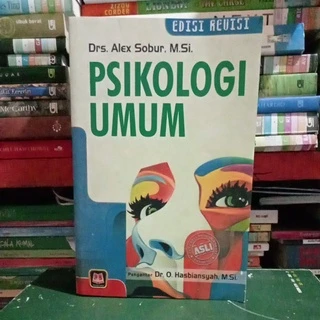 EDISI REVISI
Drs. Alex Sobur, M.Si.
PSIKOLOGI
UMUM
ASLI
Pengantar: Dr. O. Hasbiansyah, M.Si.